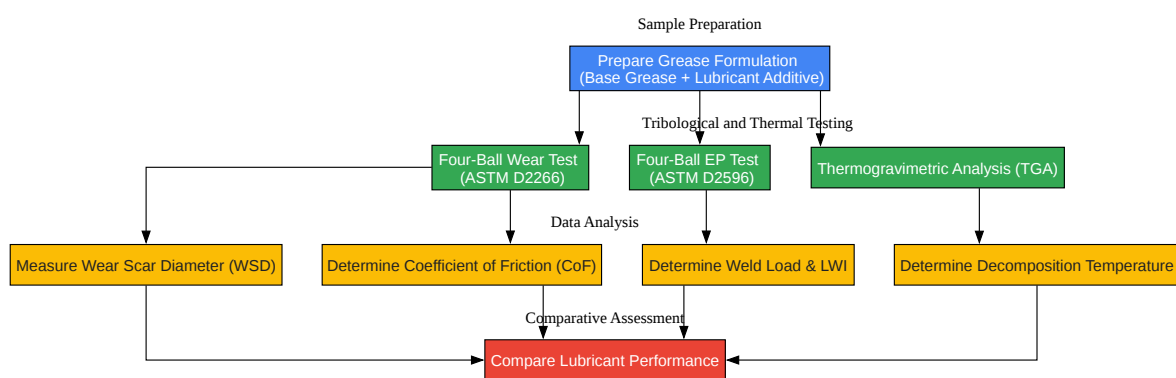 Sample Preparation
Prepare Grease Formulation
(Base Grease + Lubricant Additive)
Tribological and Thermal Testing
Four-Ball Wear Test
(ASTM D2266)
Four-Ball EP Test
(ASTM D2596)
Thermogravimetric Analysis (TGA)
Data Analysis
Measure Wear Scar Diameter (WSD)
Determine Coefficient of Friction (CoF)
Determine Weld Load & LWI
Determine Decomposition Temperature
Comparative Assessment
Compare Lubricant Performance